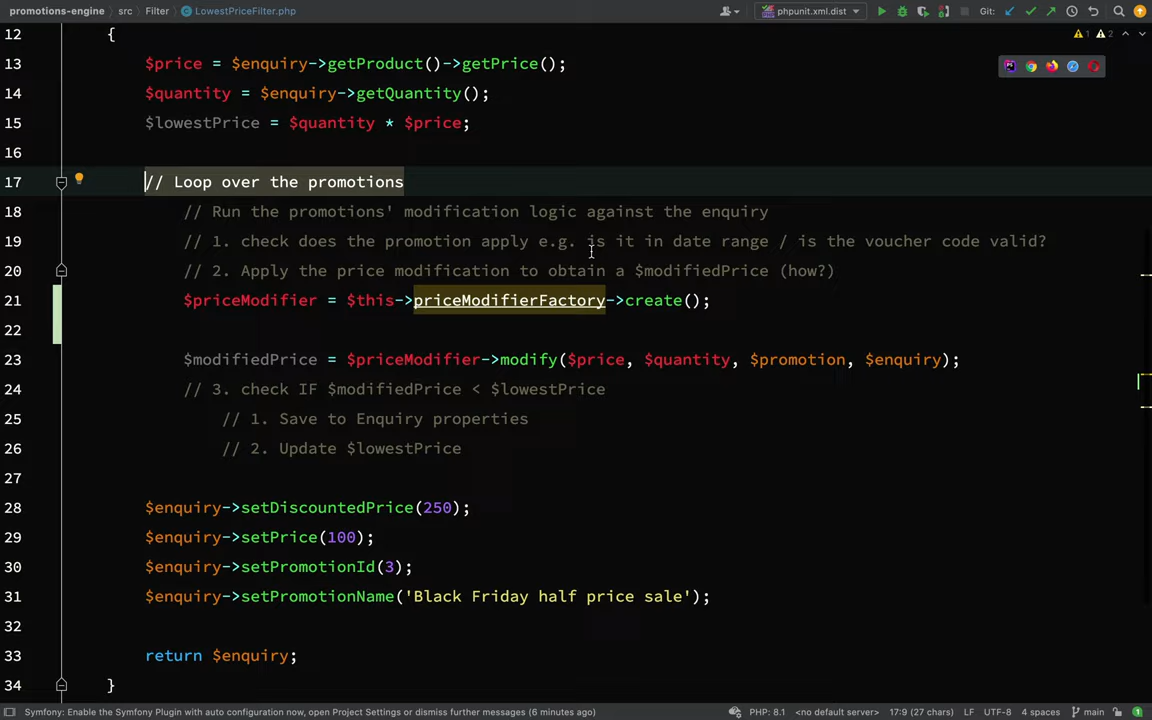 promotions-engine src Filter LowestPriceFilter.php phpunit.xml.dist Git:
12 {
1 2
13 $price = $enquiry->getProduct()->getPrice();
14 $quantity = $enquiry->getQuantity();
15 $lowestPrice = $quantity * $price;
16
17 // Loop over the promotions
18 // Run the promotions' modification logic against the enquiry
19 // 1. check does the promotion apply e.g. is it in date range / is the voucher code valid?
20 // 2. Apply the price modification to obtain a $modifiedPrice (how?)
21 $priceModifier = $this->priceModifierFactory->create();
22
23 $modifiedPrice = $priceModifier->modify($price, $quantity, $promotion, $enquiry);
24 // 3. check IF $modifiedPrice < $lowestPrice
25 // 1. Save to Enquiry properties
26 // 2. Update $lowestPrice
27
28 $enquiry->setDiscountedPrice(250);
29 $enquiry->setPrice(100);
30 $enquiry->setPromotionId(3);
31 $enquiry->setPromotionName('Black Friday half price sale');
32
33 return $enquiry;
34 }
Symfony: Enable the Symfony Plugin with auto configuration now, open Project Settings or dismiss further messages (6 minutes ago) PHP: 8.1 <no default server> 17:9 (27 chars) LF UTF-8 4 spaces main 1